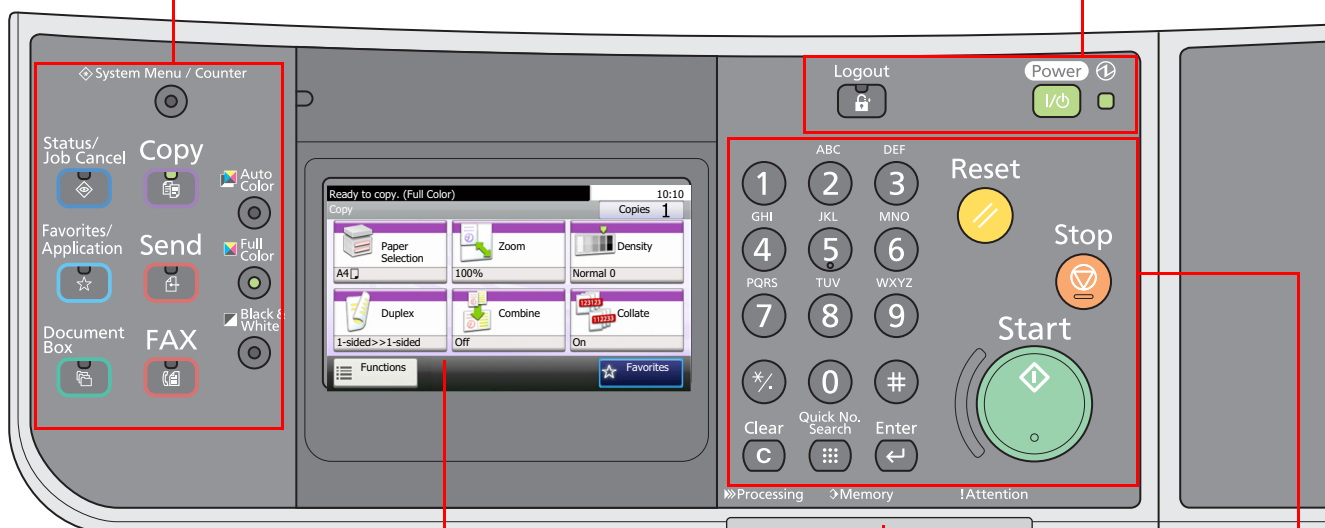 System Menu / Counter
Status/
Job Cancel
Copy
Auto
Color
Favorites/
Application
Send
Full
Color
Document
Box
FAX
Black &
White
Ready to copy. (Full Color)
10:10
Copy
Copies 1
Paper
Selection
A4
Zoom
100%
Density
Normal 0
Duplex
1-sided>>1-sided
Combine
Off
123123
112233
Collate
On
Functions
Favorites
Logout
Power
I/
ABC
DEF
1
2
3
GHI
JKL
MNO
4
5
6
PQRS
TUV
WXYZ
7
8
9
*/.
0
#
Clear
Quick No.
Search
Enter
C
Reset
Stop
Start
Processing
Memory
!Attention